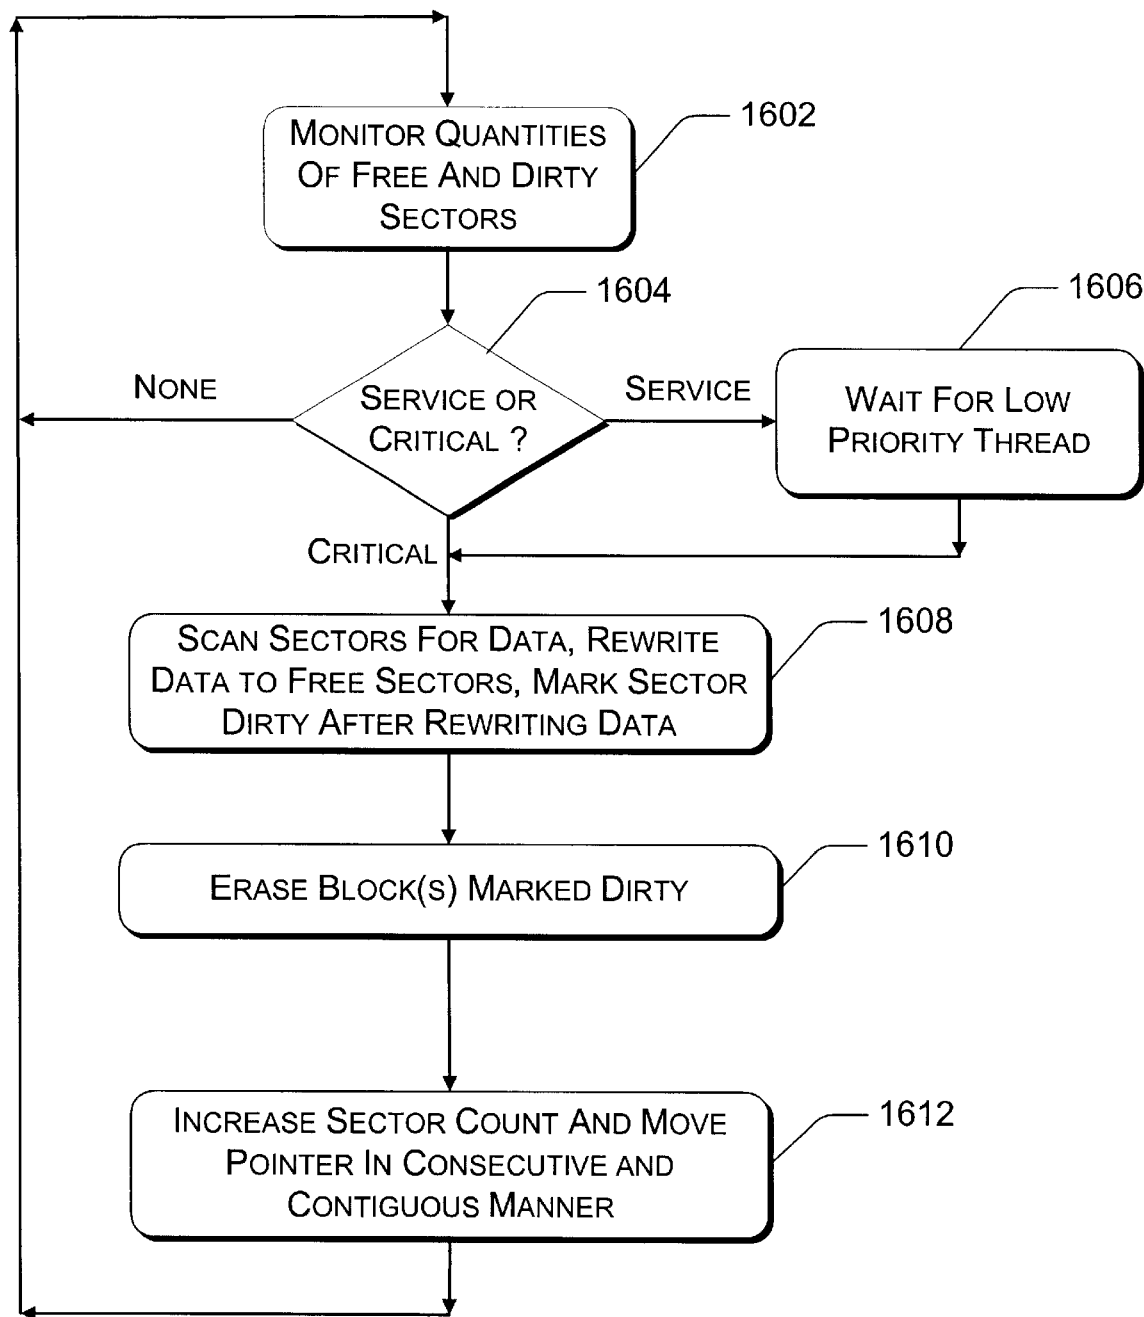 1602
MONITOR QUANTITIES
OF FREE AND DIRTY
SECTORS
1604
1606
NONE
SERVICE OR
CRITICAL ?
SERVICE
WAIT FOR LOW
PRIORITY THREAD
CRITICAL
1608
SCAN SECTORS FOR DATA, REWRITE
DATA TO FREE SECTORS, MARK SECTOR
DIRTY AFTER REWRITING DATA
1610
ERASE BLOCK(S) MARKED DIRTY
1612
INCREASE SECTOR COUNT AND MOVE
POINTER IN CONSECUTIVE AND
CONTIGUOUS MANNER